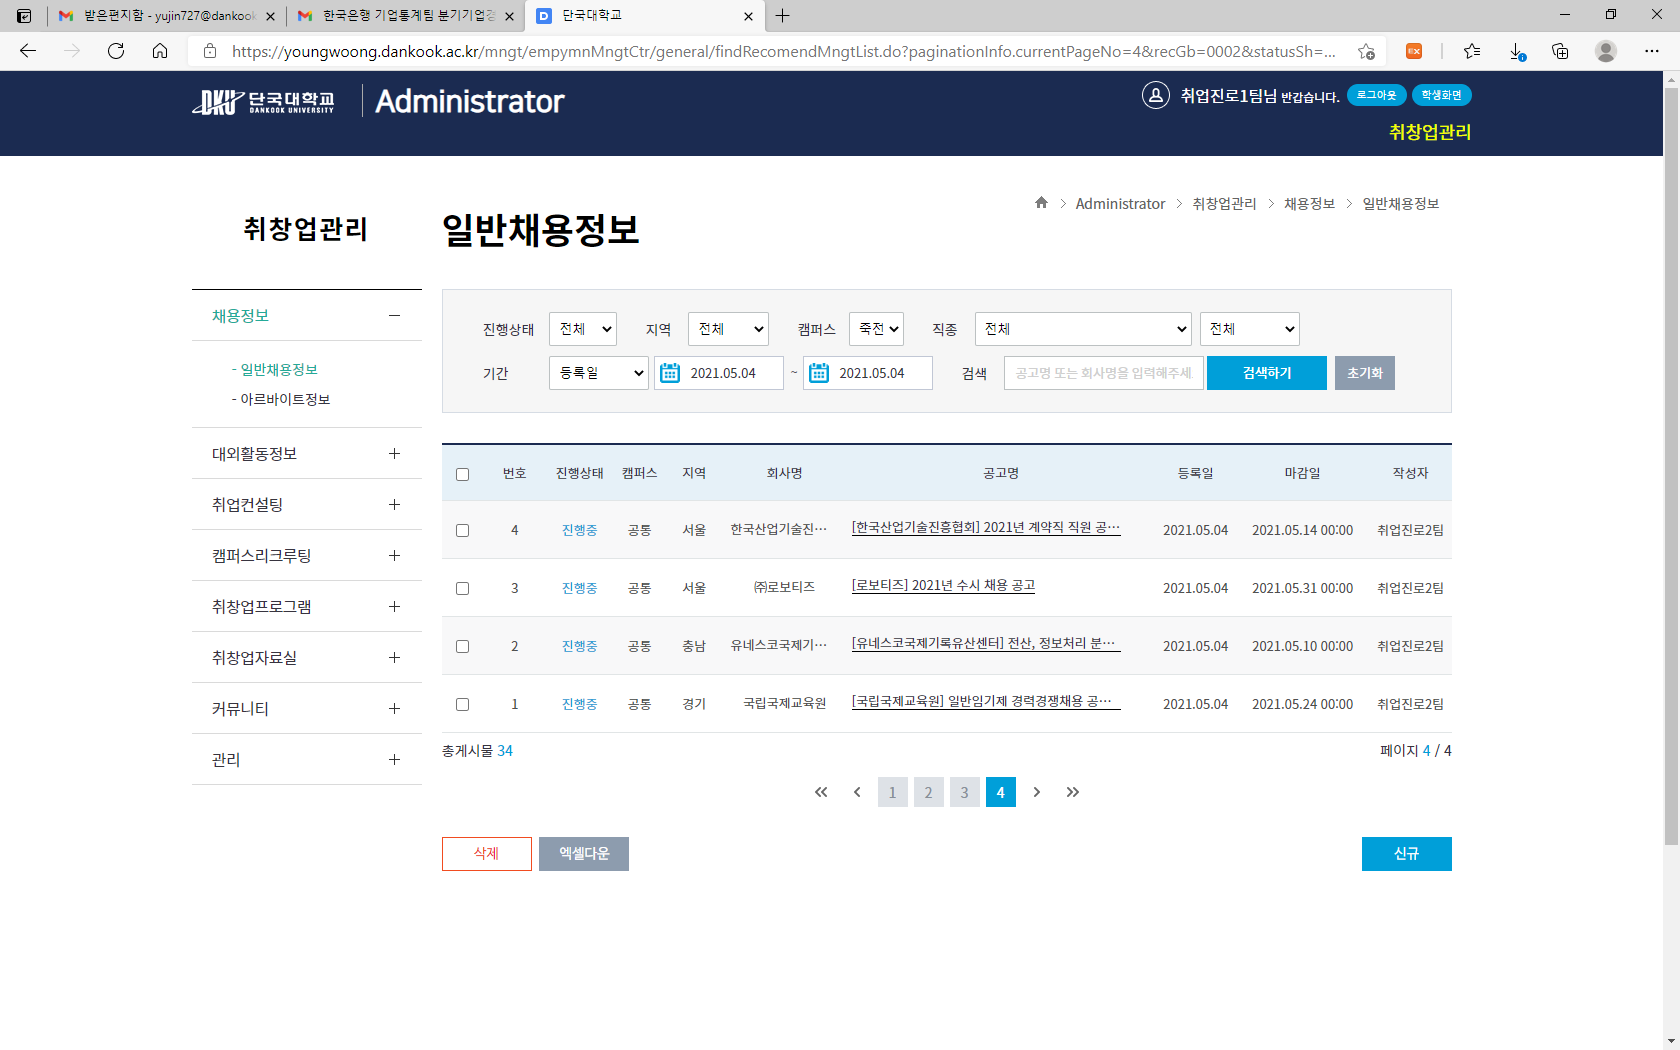 받은편지함 - yujin727@dankook
한국은행 기업통계팀 분기기업경
단국대학교
https://youngwoong.dankook.ac.kr/mngt/empymnMngtCtr/general/findRecomendMngtList.do?paginationInfo.currentPageNo=4&recGb=0002&statusSh=...
DKU 단국대학교 DANKOOK UNIVERSITY Administrator
취업진로1팀님 반갑습니다. 로그아웃 학생화면
취창업관리
Administrator > 취창업관리 > 채용정보 > 일반채용정보
취창업관리
일반채용정보
채용정보
- 일반채용정보
- 아르바이트정보
대외활동정보
취업컨설팅
캠퍼스리크루팅
취창업프로그램
취창업자료실
커뮤니티
관리
진행상태 전체 지역 전체 캠퍼스 죽전 직종 전체 전체
기간 등록일 2021.05.04 ~ 2021.05.04 검색 공고명 또는 회사명을 입력해주세. 검색하기 초기화
번호 진행상태 캠퍼스 지역 회사명 공고명 등록일 마감일 작성자
4 진행중 공통 서울 한국산업기술진… [한국산업기술진흥협회] 2021년 계약직 직원 공… 2021.05.04 2021.05.14 00:00 취업진로2팀
3 진행중 공통 서울 ㈜로보티즈 [로보티즈] 2021년 수시 채용 공고 2021.05.04 2021.05.31 00:00 취업진로2팀
2 진행중 공통 충남 유네스코국제기… [유네스코국제기록유산센터] 전산, 정보처리 분… 2021.05.04 2021.05.10 00:00 취업진로2팀
1 진행중 공통 경기 국립국제교육원 [국립국제교육원] 일반임기제 경력경쟁채용 공… 2021.05.04 2021.05.24 00:00 취업진로2팀
총게시물 34
페이지 4 / 4
1 2 3 4
삭제 엑셀다운 신규